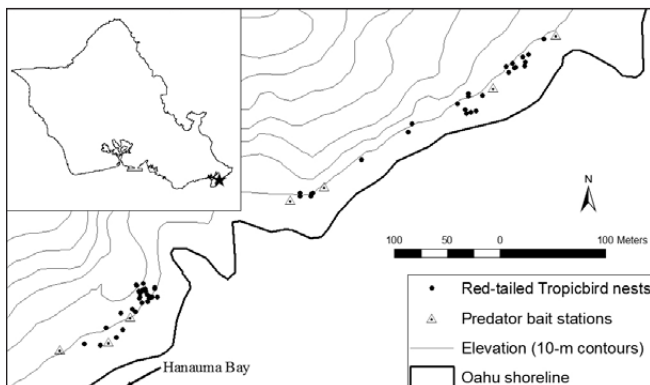 N
100 50 0 100 Meters
Red-tailed Tropicbird nests
Predator bait stations
Elevation (10-m contours)
Oahu shoreline
Hanauma Bay